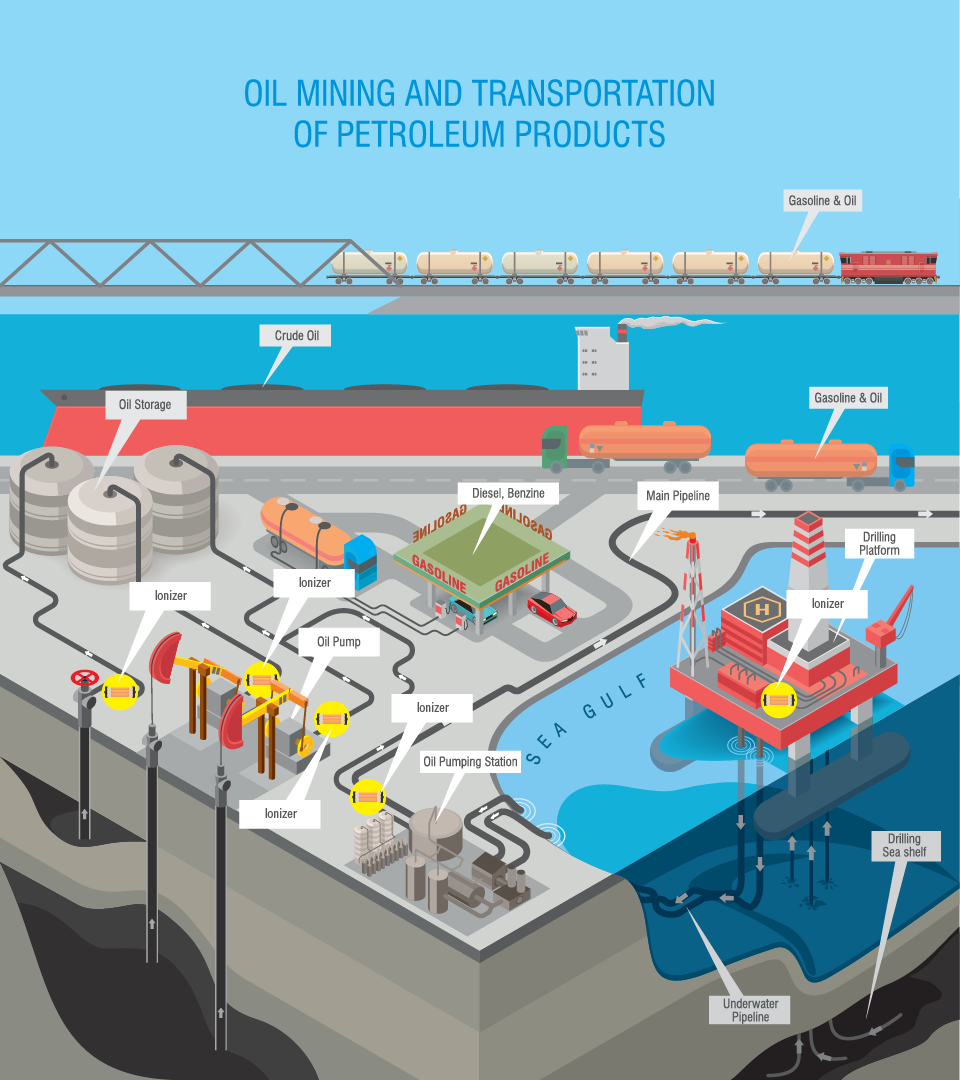 OIL MINING AND TRANSPORTATION
OF PETROLEUM PRODUCTS
Gasoline & Oil
Crude Oil
Oil Storage
Gasoline & Oil
Diesel, Benzine
Main Pipeline
GASOLINE
GASOLINE
GASOLINE
GASOLINE
Drilling
Platform
Ionizer
Ionizer
Ionizer
H
Oil Pump
SEA GULF
Ionizer
Oil Pumping Station
Ionizer
Drilling
Sea shelf
Underwater
Pipeline